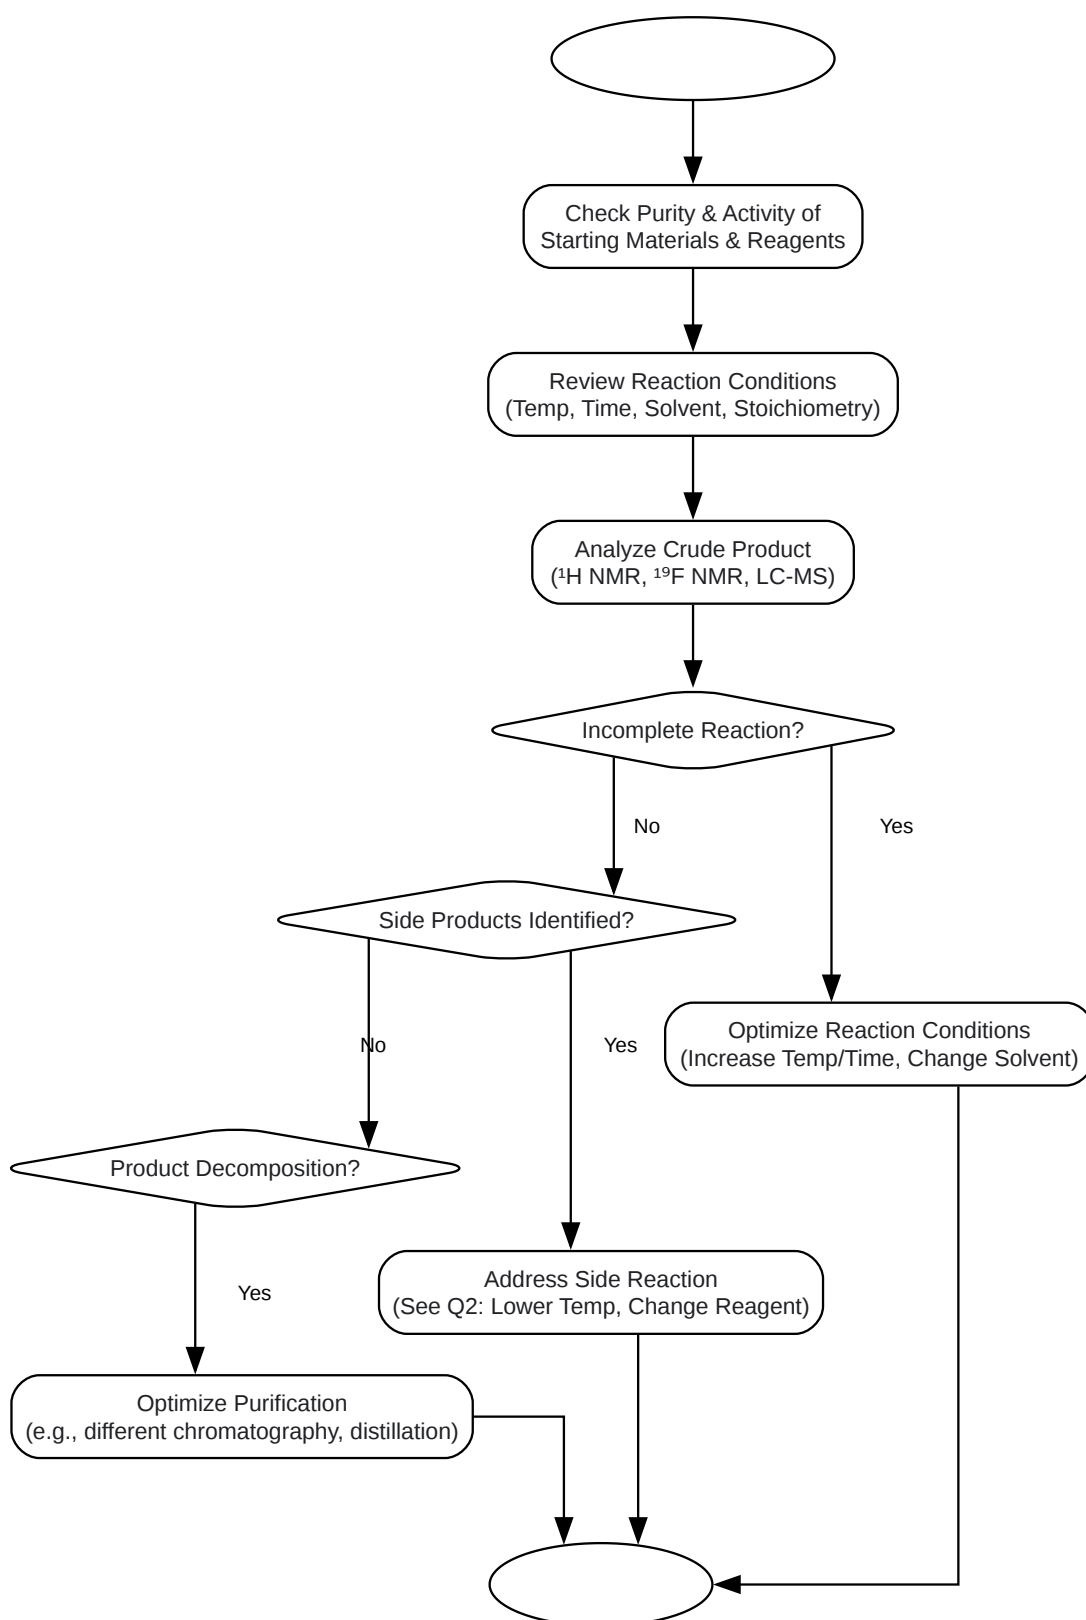 Check Purity & Activity of
Starting Materials & Reagents
Review Reaction Conditions
(Temp, Time, Solvent, Stoichiometry)
Analyze Crude Product
(¹H NMR, ¹⁹F NMR, LC-MS)
Incomplete Reaction?
No
Yes
Side Products Identified?
Optimize Reaction Conditions
(Increase Temp/Time, Change Solvent)
No
Yes
Product Decomposition?
Address Side Reaction
(See Q2: Lower Temp, Change Reagent)
Yes
Optimize Purification
(e.g., different chromatography, distillation)